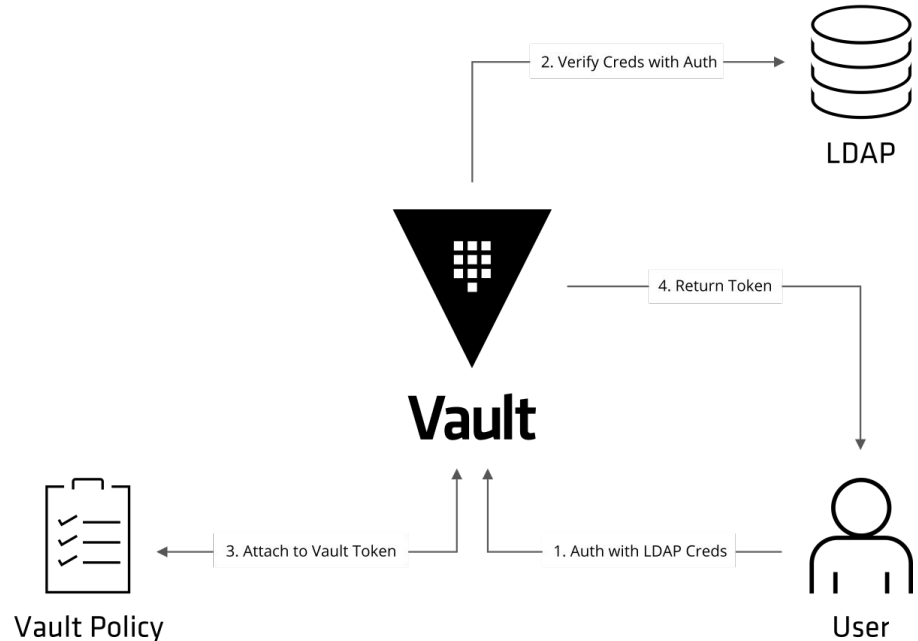 2. Verify Creds with Auth
LDAP
4. Return Token
Vault
3. Attach to Vault Token
1. Auth with LDAP Creds
Vault Policy
User